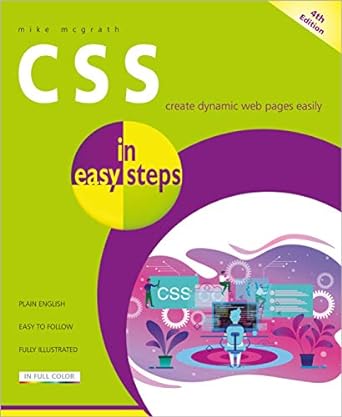 mike mcgrath
4th
Edition
CSS
create dynamic web pages easily
in
easy steps
CSS
PLAIN ENGLISH
EASY TO FOLLOW
FULLY ILLUSTRATED
IN FULL COLOR